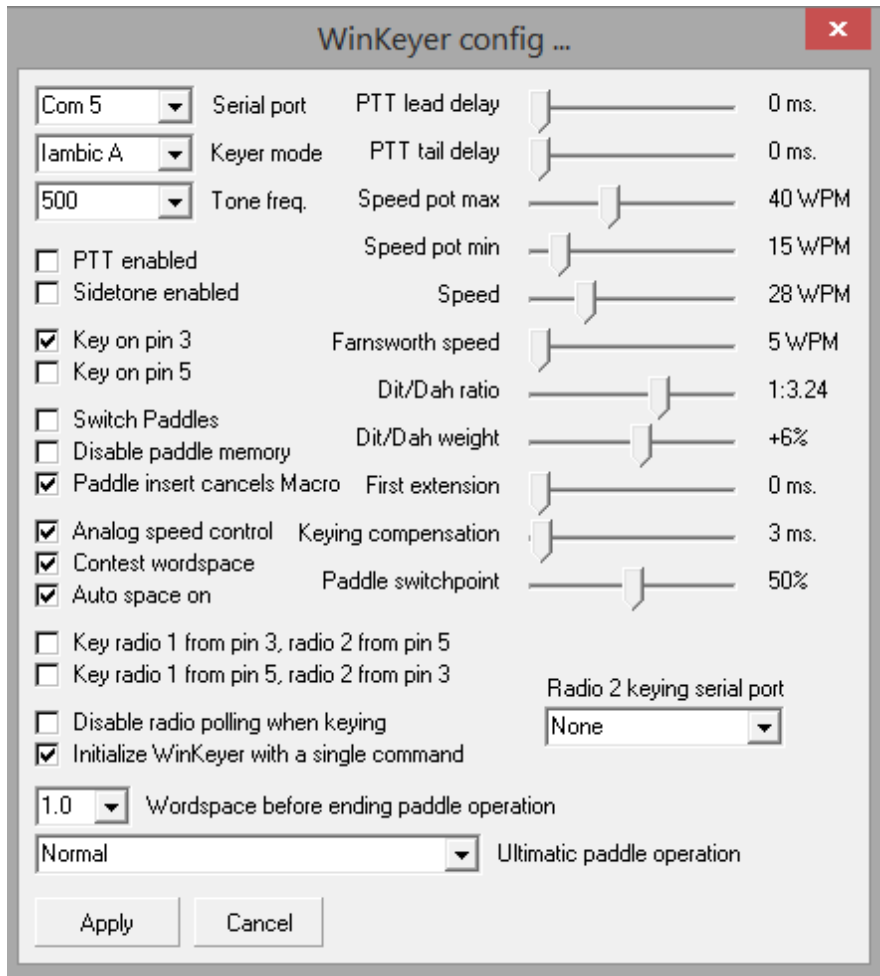 WinKeyer config ...
Com 5 Serial port PTT lead delay 0 ms.
Iambic A Keyer mode PTT tail delay 0 ms.
500 Tone freq. Speed pot max 40 WPM
Speed pot min 15 WPM
PTT enabled
Sidetone enabled Speed 28 WPM
Key on pin 3 Farnsworth speed 5 WPM
Key on pin 5
Dit/Dah ratio 1:3.24
Switch Paddles
Disable paddle memory Dit/Dah weight +6%
Paddle insert cancels Macro First extension 0 ms.
Analog speed control Keying compensation 3 ms.
Contest wordspace
Auto space on Paddle switchpoint 50%
Key radio 1 from pin 3, radio 2 from pin 5
Key radio 1 from pin 5, radio 2 from pin 3
Radio 2 keying serial port
Disable radio polling when keying None
Initialize WinKeyer with a single command
1.0 Wordspace before ending paddle operation
Normal Ultimatic paddle operation
Apply Cancel